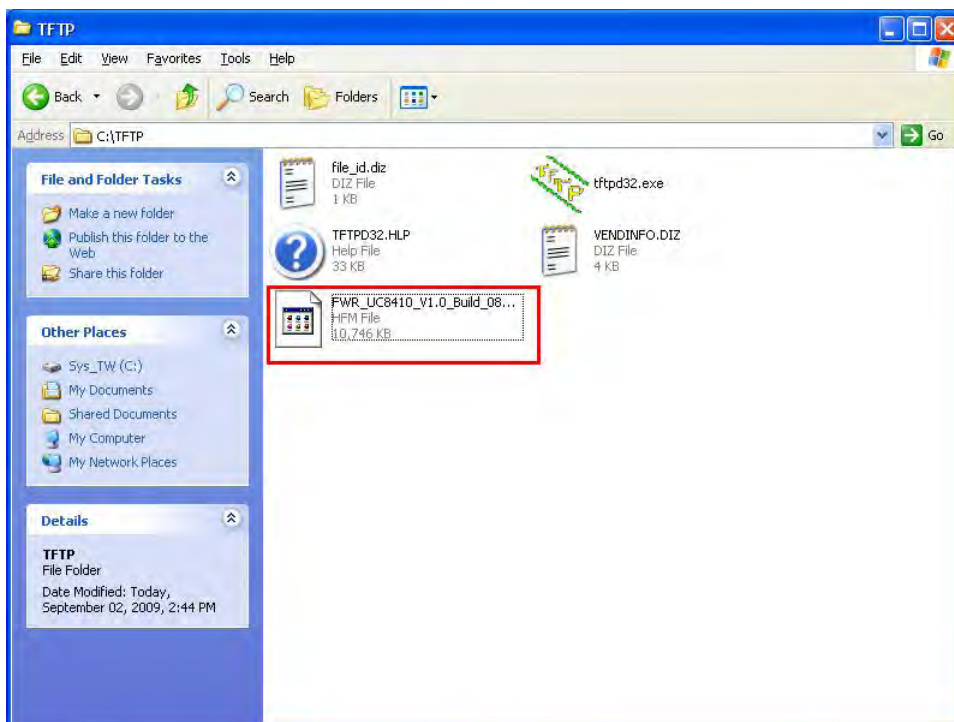 TFTP
File Edit View Favorites Tools Help
Back Search Folders
Address C:\TFTP Go
File and Folder Tasks
Make a new folder
Publish this folder to the
Web
Share this folder
Other Places
Sys_TW (C:)
My Documents
Shared Documents
My Computer
My Network Places
Details
TFTP
File Folder
Date Modified: Today,
September 02, 2009, 2:44 PM
file_id.diz
DIZ File
1 KB
TFTP
tftpd32.exe
TFTPD32.HLP
Help File
33 KB
VENDINFO.DIZ
DIZ File
4 KB
FWR_UC8410_V1.0_Build_08...
HFM File
10,746 KB